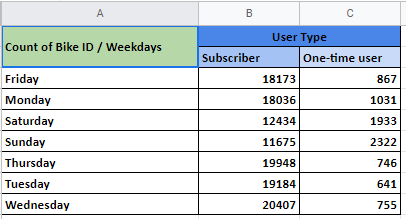 A B C
User Type
Count of Bike ID / Weekdays
Subscriber One-time user
Friday 18173 867
Monday 18036 1031
Saturday 12434 1933
Sunday 11675 2322
Thursday 19948 746
Tuesday 19184 641
Wednesday 20407 755